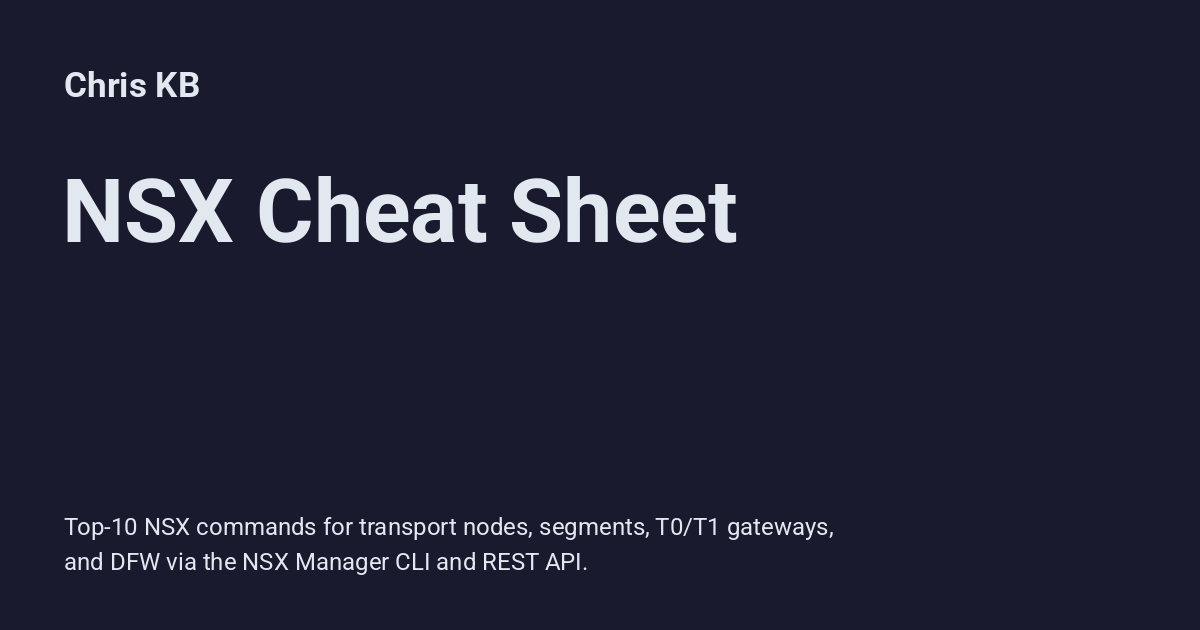 Chris KB
NSX Cheat Sheet
Top-10 NSX commands for transport nodes, segments, T0/T1 gateways,
and DFW via the NSX Manager CLI and REST API.